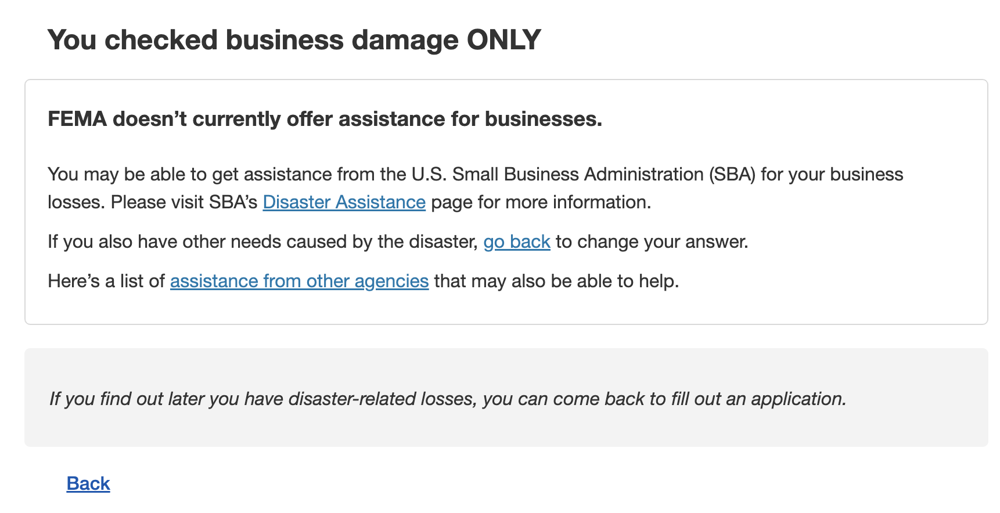 You checked business damage ONLY
FEMA doesn’t currently offer assistance for businesses.
You may be able to get assistance from the U.S. Small Business Administration (SBA) for your business
losses. Please visit SBA’s Disaster Assistance page for more information.
If you also have other needs caused by the disaster, go back to change your answer.
Here’s a list of assistance from other agencies that may also be able to help.
If you find out later you have disaster-related losses, you can come back to fill out an application.
Back